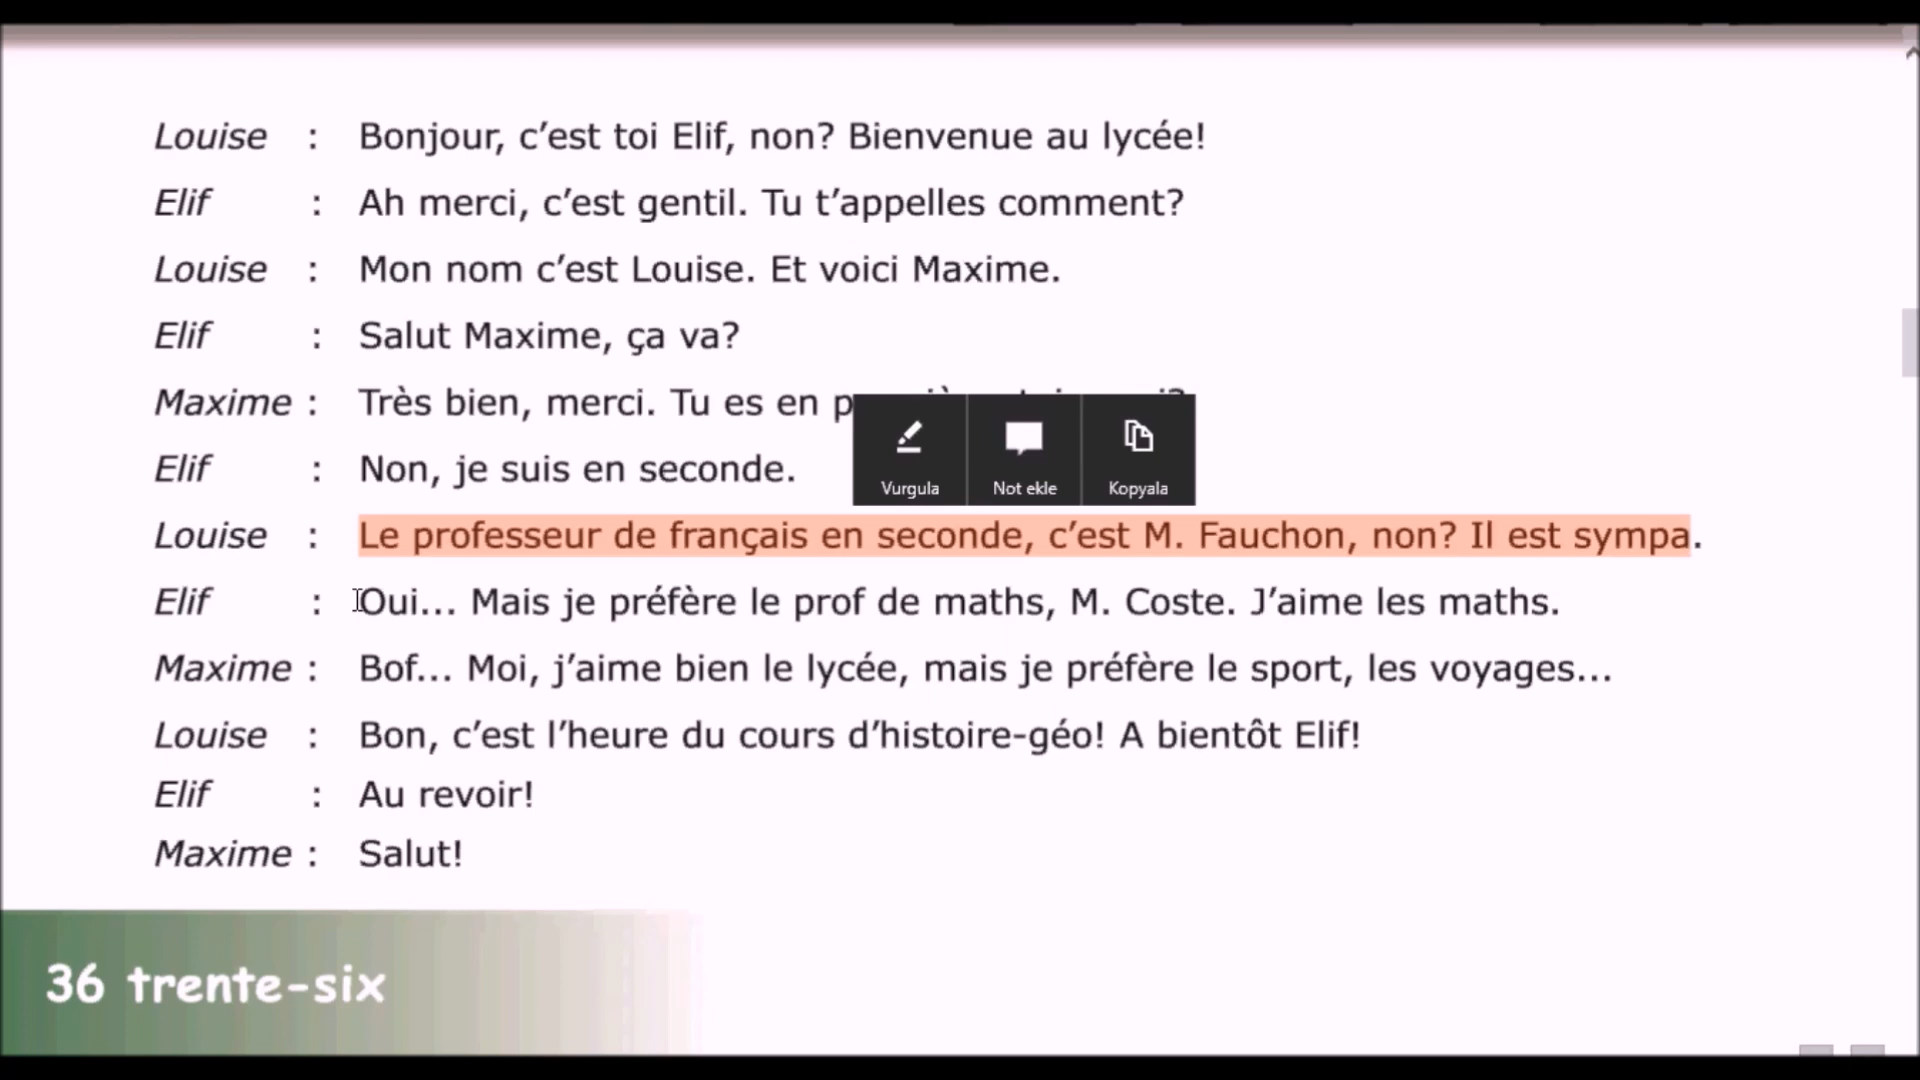 Louise : Bonjour, c’est toi Elif, non? Bienvenue au lycée!
Elif : Ah merci, c’est gentil. Tu t’appelles comment?
Louise : Mon nom c’est Louise. Et voici Maxime.
Elif : Salut Maxime, ça va?
Maxime : Très bien, merci. Tu es en
Elif : Non, je suis en seconde.
Vurgula Not ekle Kopyala
Louise : Le professeur de français en seconde, c’est M. Fauchon, non? Il est sympa.
Elif : Oui... Mais je préfère le prof de maths, M. Coste. J’aime les maths.
Maxime : Bof... Moi, j’aime bien le lycée, mais je préfère le sport, les voyages...
Louise : Bon, c’est l’heure du cours d’histoire-géo! A bientôt Elif!
Elif : Au revoir!
Maxime : Salut!
36 trente-six